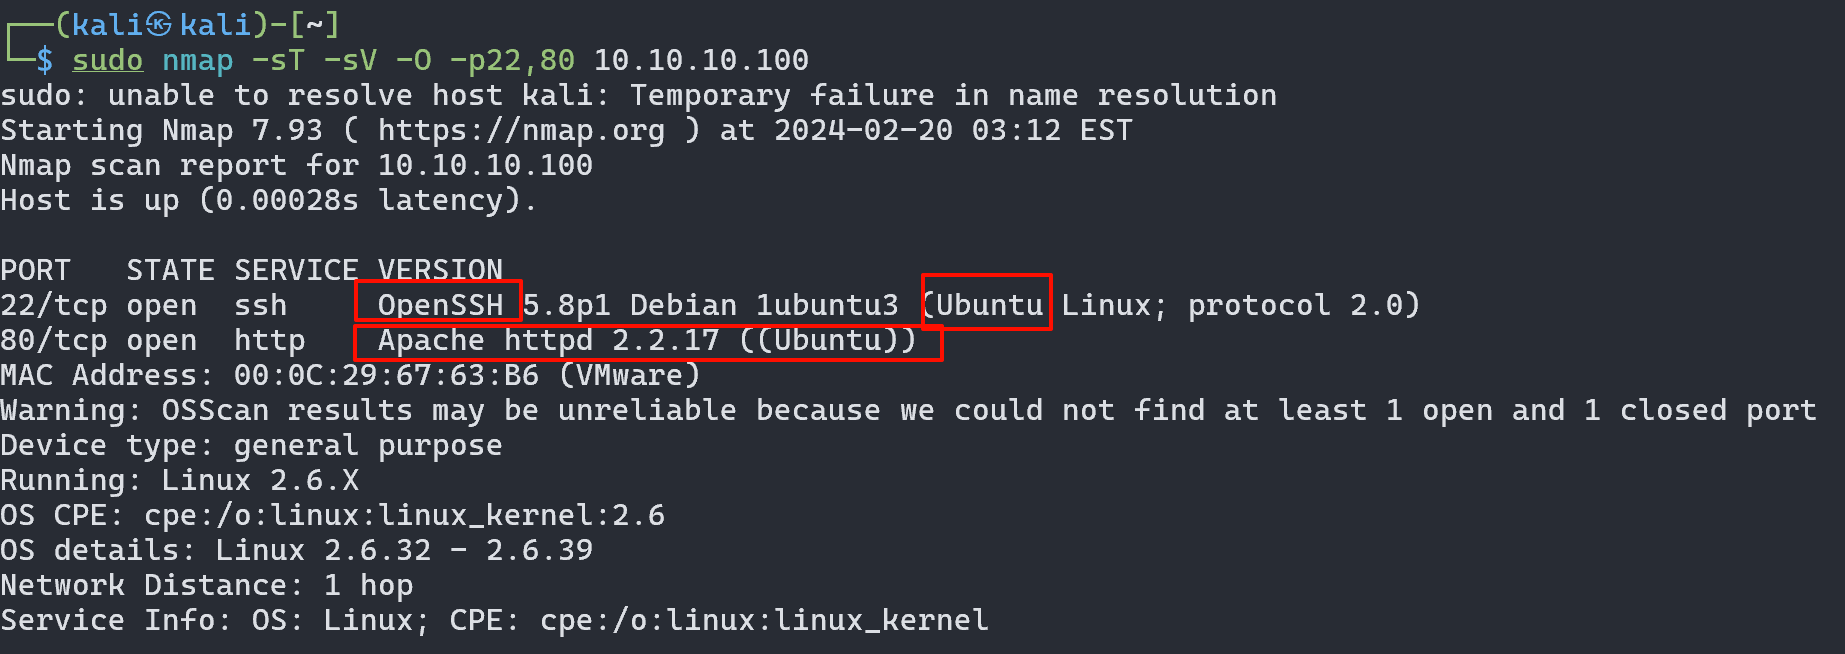 ┌──(kali㉿kali)-[~]
└─$ sudo nmap -sT -sV -O -p22,80 10.10.10.100
sudo: unable to resolve host kali: Temporary failure in name resolution
Starting Nmap 7.93 ( https://nmap.org ) at 2024-02-20 03:12 EST
Nmap scan report for 10.10.10.100
Host is up (0.00028s latency).

PORT   STATE SERVICE VERSION
22/tcp open  ssh     OpenSSH 5.8p1 Debian 1ubuntu3 (Ubuntu Linux; protocol 2.0)
80/tcp open  http    Apache httpd 2.2.17 ((Ubuntu))
MAC Address: 00:0C:29:67:63:B6 (VMware)
Warning: OSScan results may be unreliable because we could not find at least 1 open and 1 closed port
Device type: general purpose
Running: Linux 2.6.X
OS CPE: cpe:/o:linux:linux_kernel:2.6
OS details: Linux 2.6.32 - 2.6.39
Network Distance: 1 hop
Service Info: OS: Linux; CPE: cpe:/o:linux:linux_kernel